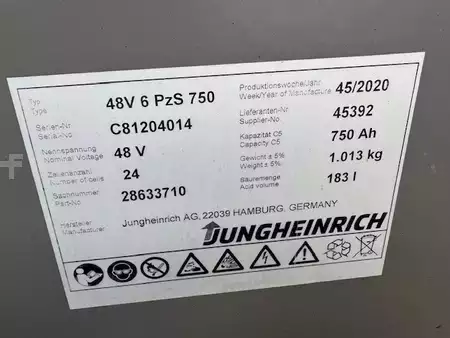 Typ
Type
48V 6 PzS 750
Serien-Nr
Serial-No.
C81204014
Nennspannung
Nominal Voltage
48 V
Zellenanzahl
Number of cells
24
Sachnummer
Part-No.
28633710
Hersteller
Manufacturer
Jungheinrich AG, 22039 HAMBURG, GERMANY
Produktionswoche/Jahr
Week/Year of Manufacture
45/2020
Lieferanten-Nr.
Supplier-No.
45392
Kapazität C5
Capacity C5
750 Ah
Gewicht ± 5%
Weight ± 5%
1.013 kg
Säuremenge
Acid volume
183 l
JUNGHEINRICH